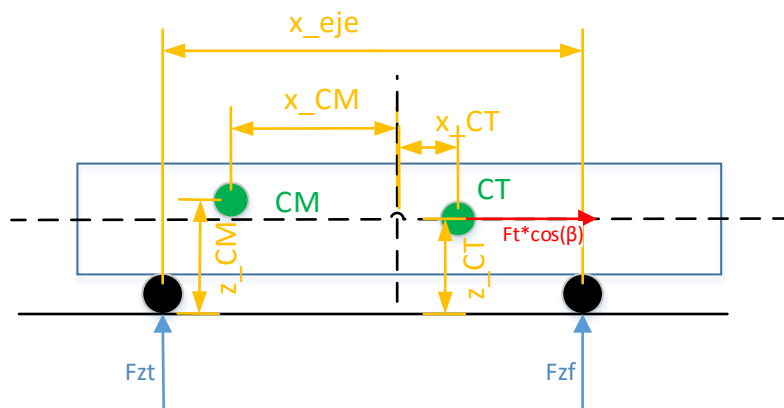 x_eje
x_CM
x_CT
CM
CT
Ft*cos(β)
z_CM
z_CT
Fzt
Fzf